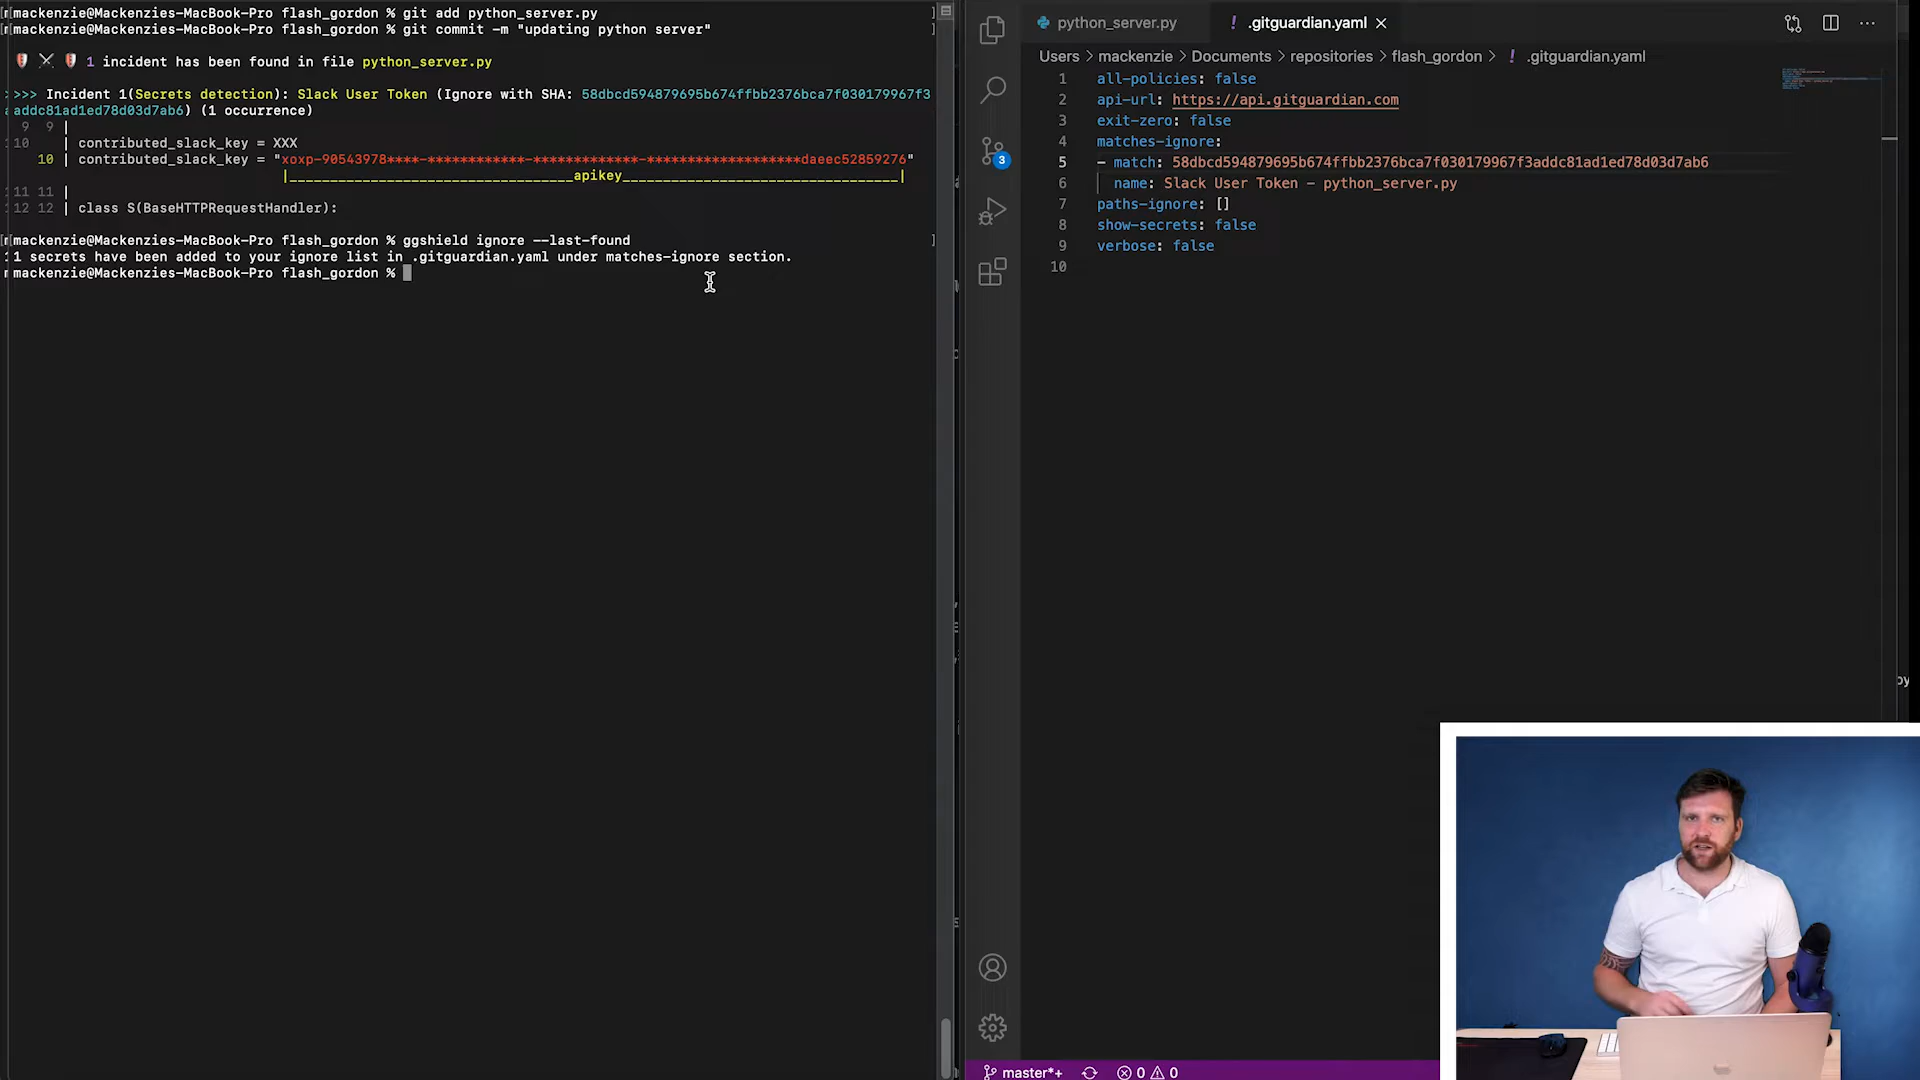 mackenzie@Mackenzies-MacBook-Pro flash_gordon % git add python_server.py
mackenzie@Mackenzies-MacBook-Pro flash_gordon % git commit -m "updating python server"
1 incident has been found in file python_server.py
>>> Incident 1(Secrets detection): Slack User Token (Ignore with SHA: 58dbcd594879695b674ffbb2376bca7f030179967f3
addc81ad1ed78d03d7ab6) (1 occurrence)
9 9 |
10 | contributed_slack_key = XXX
10 | contributed_slack_key = "xoxp-90543978****-************-*************-*******************daeec52859276"
|___________________________________apikey__________________________________|
11 11 |
12 12 | class S(BaseHTTPRequestHandler):
mackenzie@Mackenzies-MacBook-Pro flash_gordon % ggshield ignore --last-found
1 secrets have been added to your ignore list in .gitguardian.yaml under matches-ignore section.
mackenzie@Mackenzies-MacBook-Pro flash_gordon %
python_server.py
! .gitguardian.yaml
Users > mackenzie > Documents > repositories > flash_gordon > ! .gitguardian.yaml
1 all-policies: false
2 api-url: https://api.gitguardian.com
3 exit-zero: false
4 matches-ignore:
5 - match: 58dbcd594879695b674ffbb2376bca7f030179967f3addc81ad1ed78d03d7ab6
6 name: Slack User Token - python_server.py
7 paths-ignore: []
8 show-secrets: false
9 verbose: false
10
3
master*+ 0 0